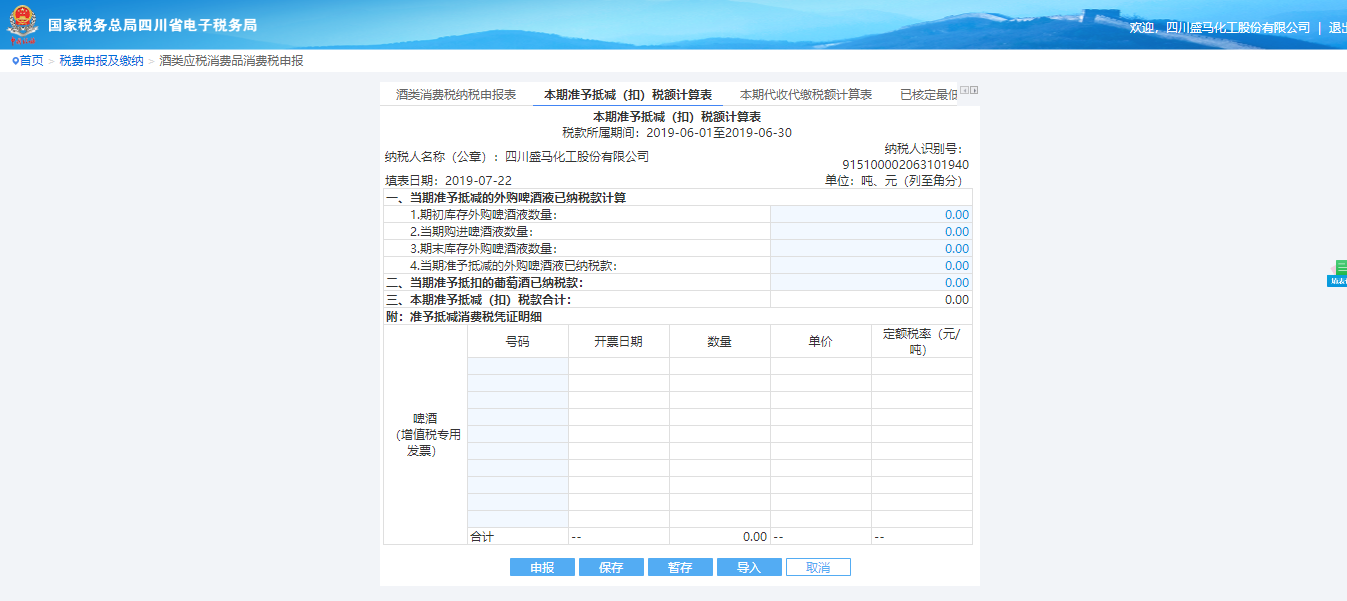 国家税务总局四川省电子税务局
欢迎，四川盛马化工股份有限公司 | 退出
首页 > 税费申报及缴纳 > 酒类应税消费品消费税申报
酒类消费税纳税申报表 本期准予抵减（扣）税额计算表 本期代收代缴税额计算表 已核定最低
本期准予抵减（扣）税额计算表
税款所属期间：2019-06-01至2019-06-30
纳税人名称（公章）：四川盛马化工股份有限公司
纳税人识别号：
915100002063101940
填表日期：2019-07-22 单位：吨、元（列至角分）
一、当期准予抵减的外购啤酒液已纳税款计算
1.期初库存外购啤酒液数量： 0.00
2.当期购进啤酒液数量： 0.00
3.期末库存外购啤酒液数量： 0.00
4.当期准予抵减的外购啤酒液已纳税款： 0.00
二、当期准予抵扣的葡萄酒已纳税款： 0.00
三、本期准予抵减（扣）税款合计： 0.00
附：准予抵减消费税凭证明细
号码 开票日期 数量 单价 定额税率（元/
吨）
啤酒
（增值税专用
发票）
合计 -- 0.00 -- --
申报 保存 暂存 导入 取消
填表